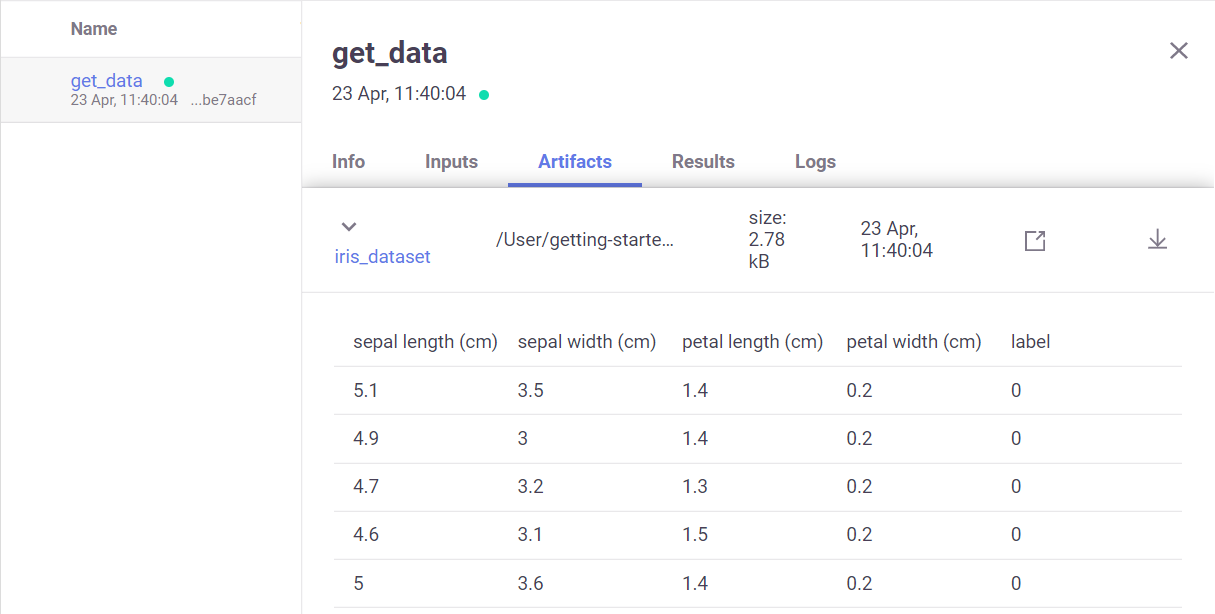 Name
get_data
23 Apr, 11:40:04 ...be7aacf
get_data
23 Apr, 11:40:04
Info Inputs Artifacts Results Logs
iris_dataset
/User/getting-starte...
size:
2.78
kB
23 Apr,
11:40:04
sepal length (cm) sepal width (cm) petal length (cm) petal width (cm) label
5.1 3.5 1.4 0.2 0
4.9 3 1.4 0.2 0
4.7 3.2 1.3 0.2 0
4.6 3.1 1.5 0.2 0
5 3.6 1.4 0.2 0